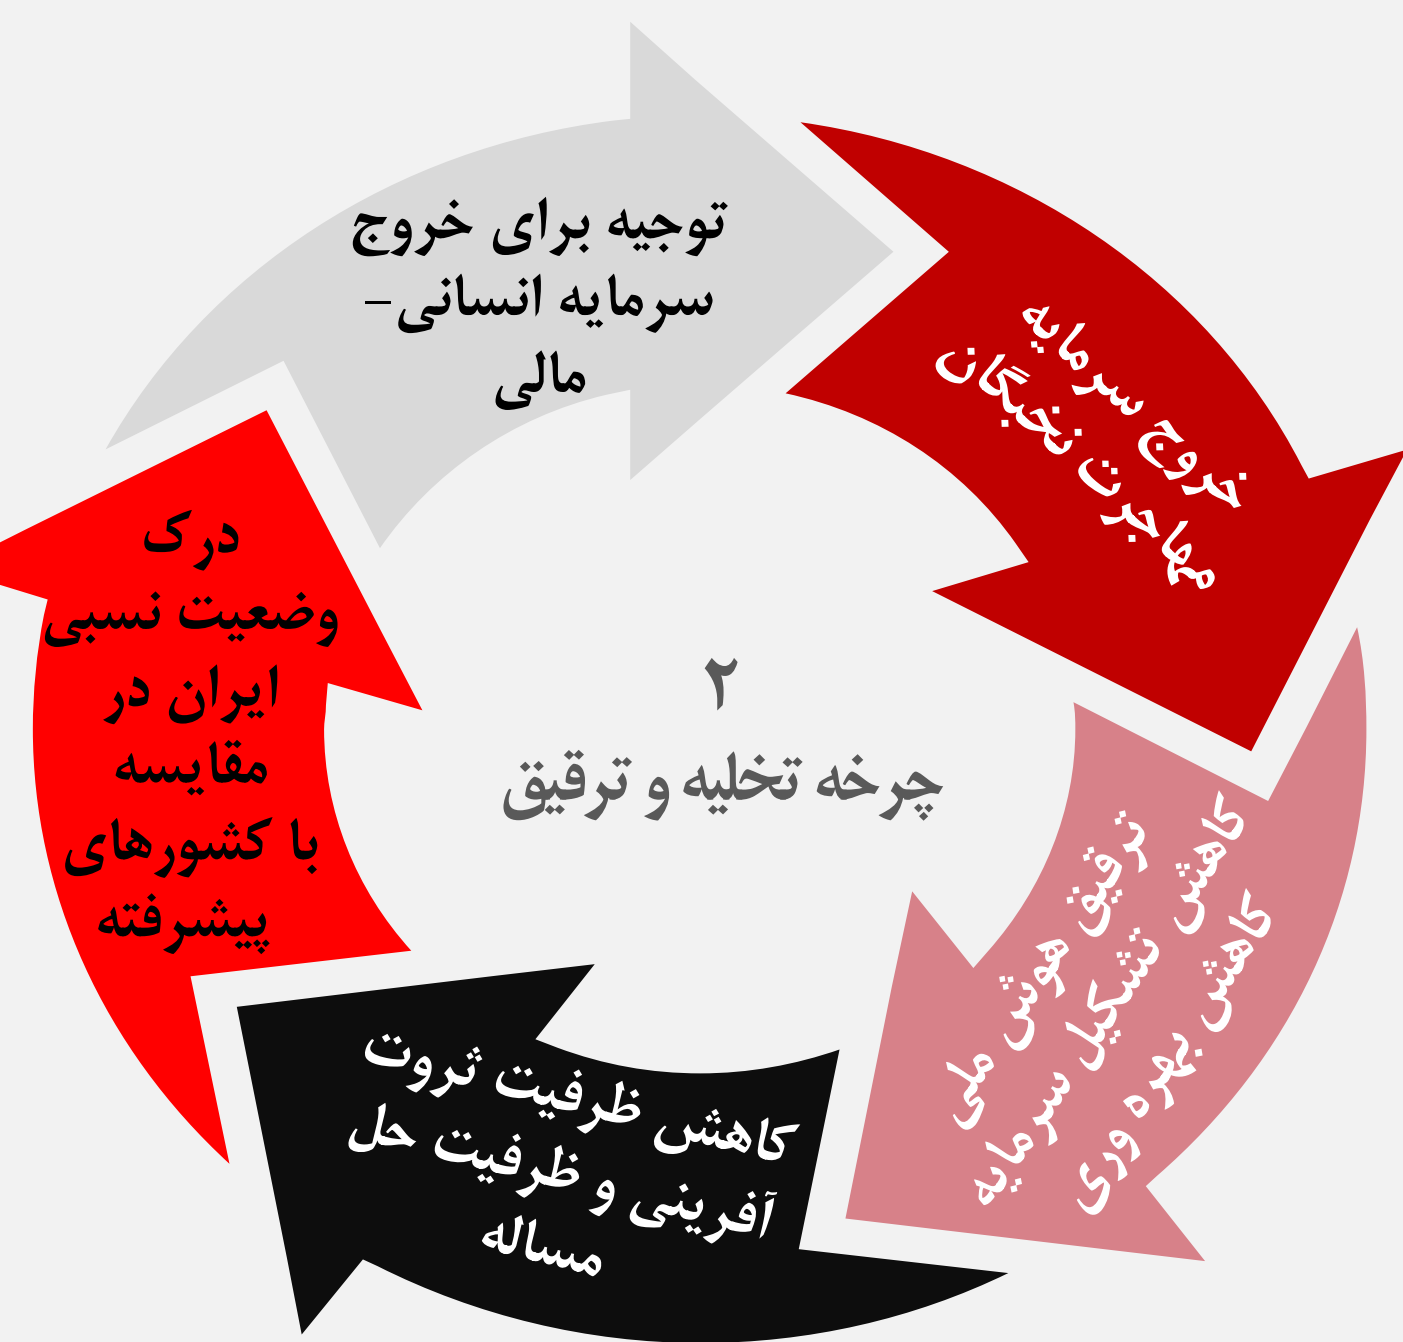 توجیه برای خروج
سرمایه انسانی–
مالی
خروج سرمایه
مهاجرت نخبگان
ترقیق هوش ملی
کاهش تشکیل سرمایه
کاهش بهره وری
کاهش ظرفیت ثروت
آفرینی و ظرفیت حل
مساله
درک
وضعیت نسبی
ایران در
مقایسه
با کشورهای
پیشرفته
۲
چرخه تخلیه و ترقیق